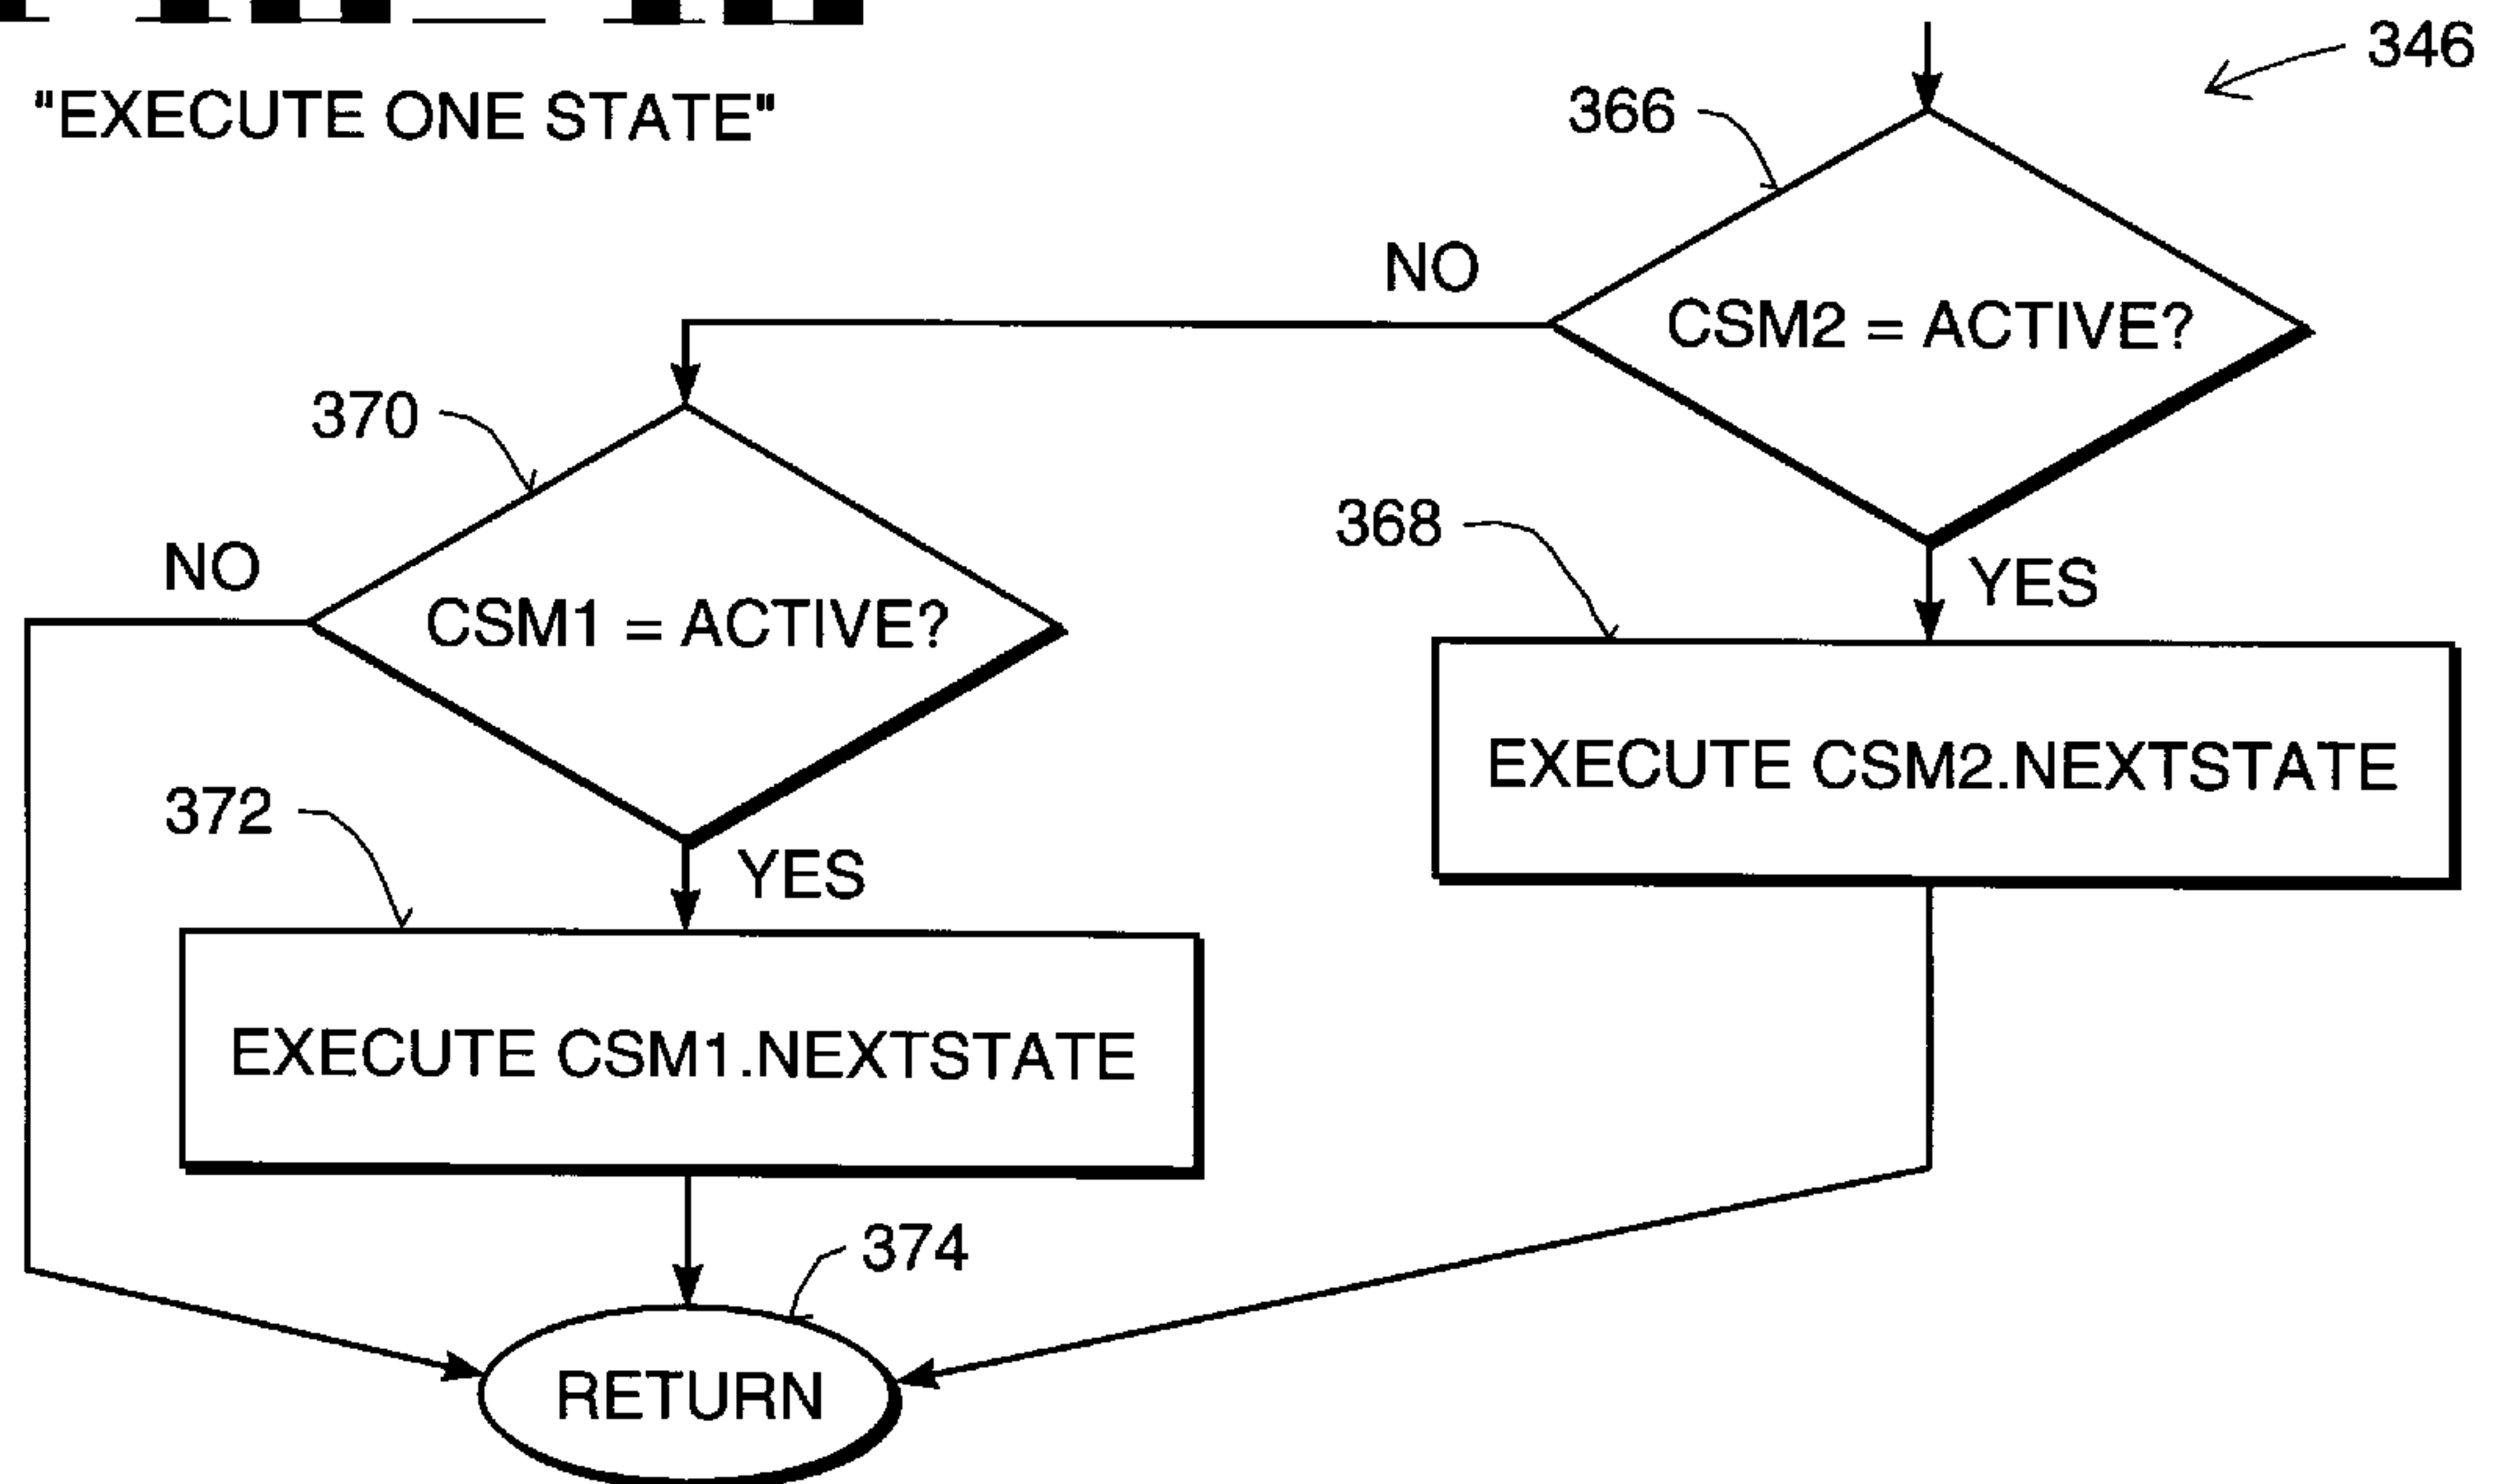 "EXECUTE ONE STATE"
346
366
NO
CSM2 = ACTIVE?
YES
370
NO
CSM1 = ACTIVE?
YES
368
EXECUTE CSM2.NEXTSTATE
372
EXECUTE CSM1.NEXTSTATE
374
RETURN